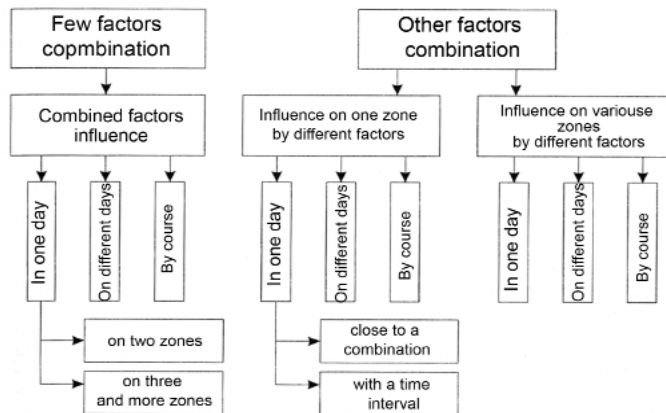 Few factors
copmbination
Other factors
combination
Combined factors
influence
Influence on one zone
by different factors
Influence on variouse
zones
by different factors
In one day
On different days
By course
In one day
On different days
By course
In one day
On different days
By course
on two zones
on three
and more zones
close to a
combination
with a time
interval